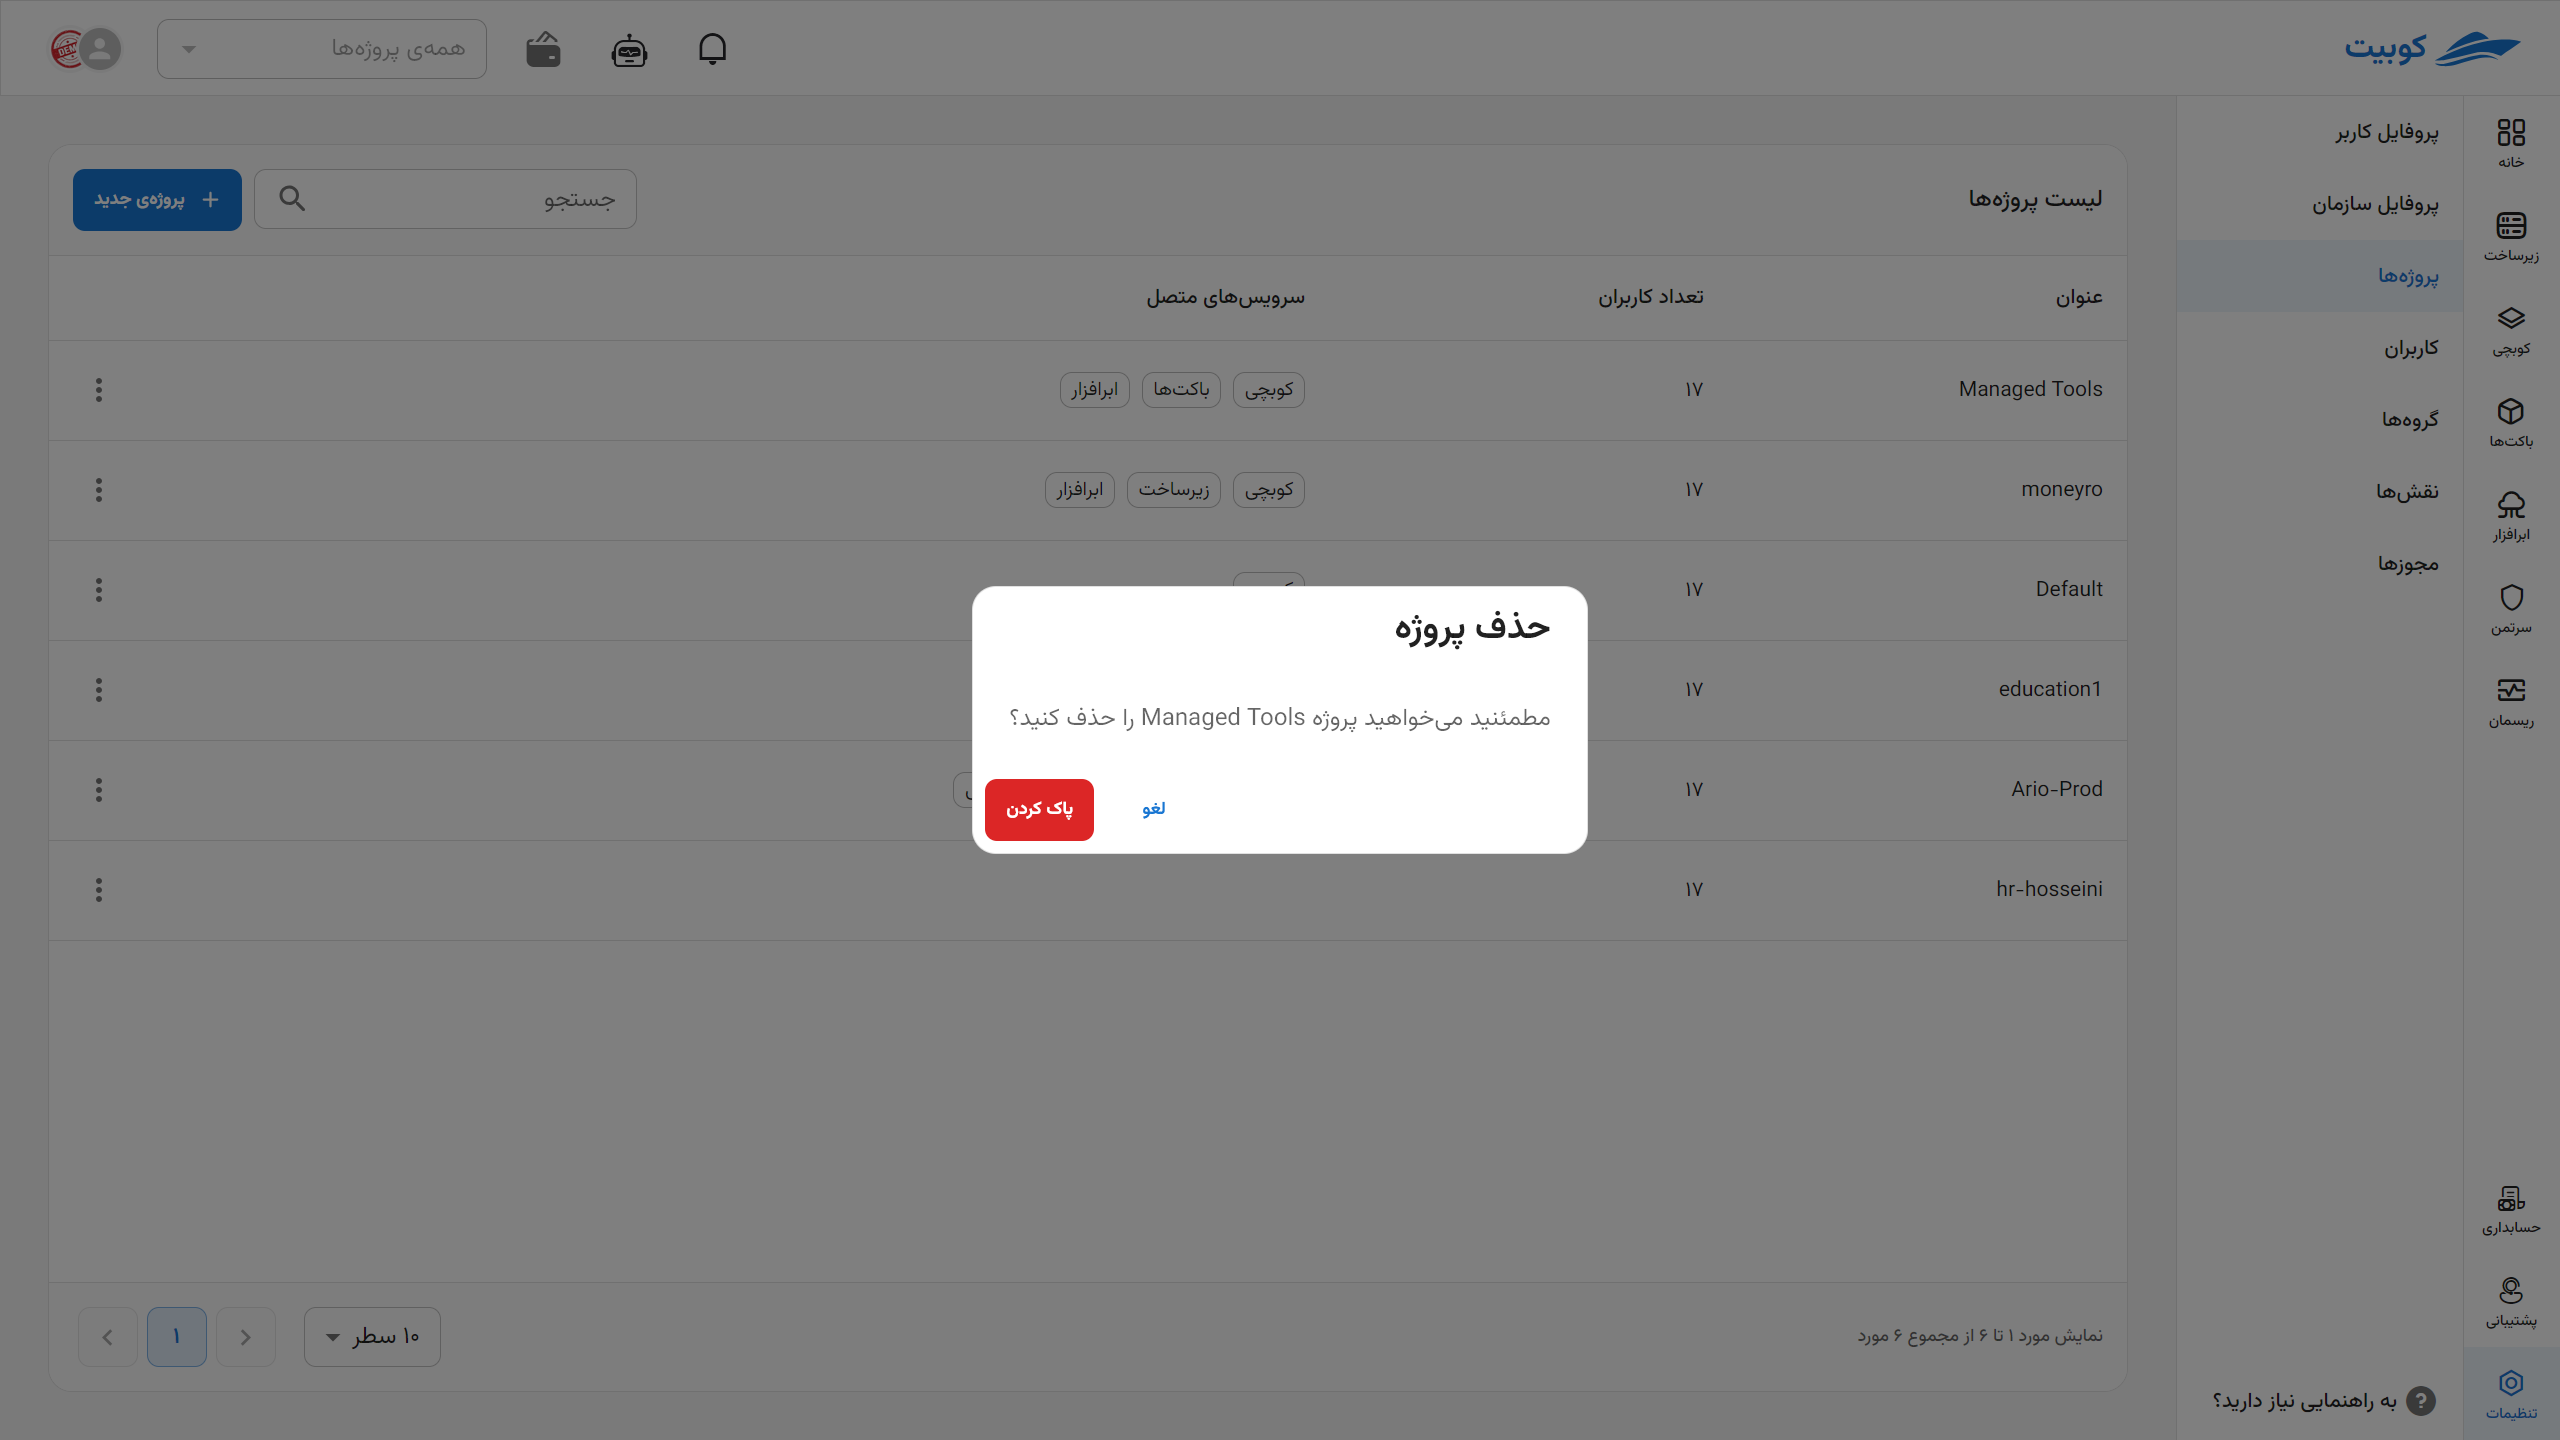 کوبیت
همه‌ی پروژه‌ها
خانه
زیرساخت
کوبچی
باکت‌ها
ابرافزار
سرتمن
ریسمان
حسابداری
پشتیبانی
تنظیمات
پروفایل کاربر
پروفایل سازمان
پروژه‌ها
کاربران
گروه‌ها
نقش‌ها
مجوزها
به راهنمایی نیاز دارید؟
لیست پروژه‌ها
جستجو
پروژه‌ی جدید
عنوان تعداد کاربران سرویس‌های متصل
Managed Tools ۱۷ کوبچی باکت‌ها ابرافزار
moneyro ۱۷ کوبچی زیرساخت ابرافزار
Default ۱۷
education1 ۱۷
Ario-Prod ۱۷
hr-hosseini ۱۷
حذف پروژه
مطمئنید می‌خواهید پروژه Managed Tools را حذف کنید؟
لغو
پاک کردن
نمایش مورد ۱ تا ۶ از مجموع ۶ مورد
۱۰ سطر
۱